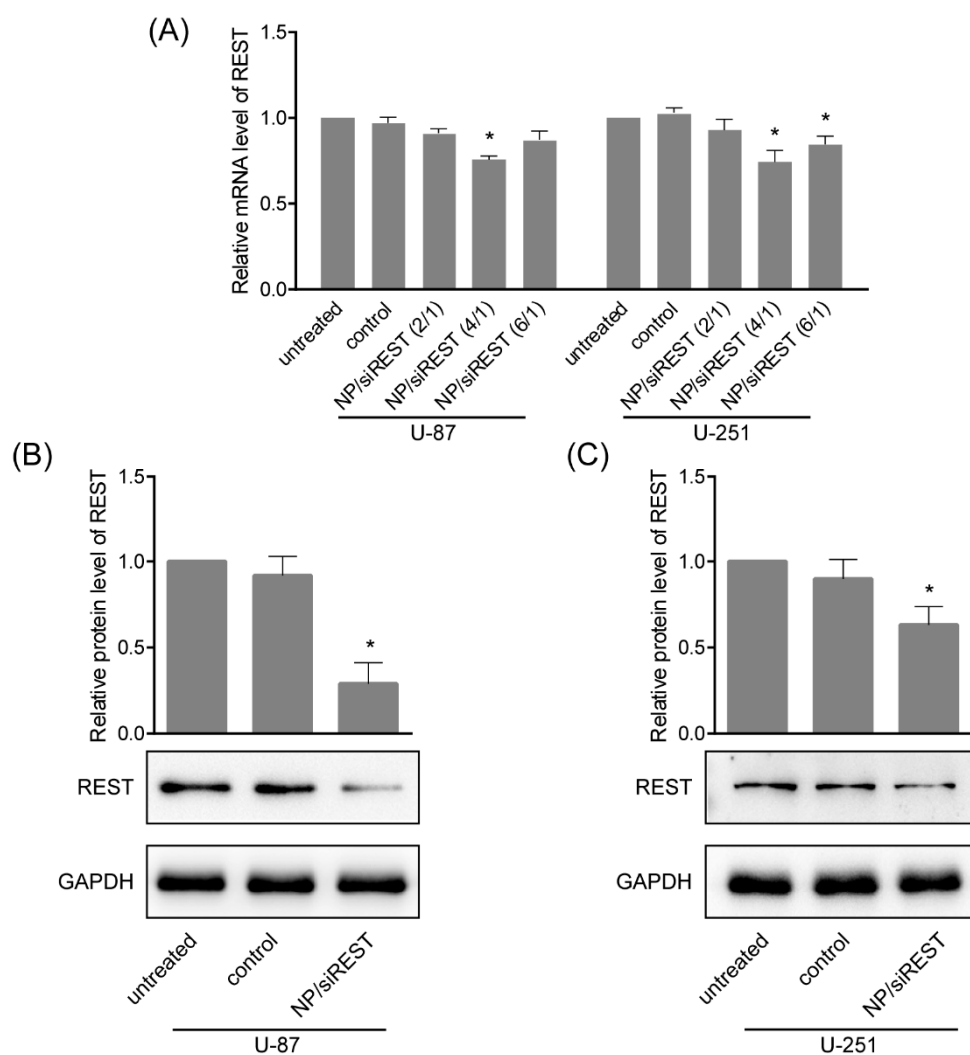 (A)
Relative mRNA level of REST
1.5
1.0
0.5
0.0
* * *
untreated
control
NP/siREST (2/1)
NP/siREST (4/1)
NP/siREST (6/1)
untreated
control
NP/siREST (2/1)
NP/siREST (4/1)
NP/siREST (6/1)
U-87
U-251
(B)
Relative protein level of REST
1.5
1.0
0.5
0.0
*
REST
GAPDH
untreated
control
NP/siREST
U-87
(C)
Relative protein level of REST
1.5
1.0
0.5
0.0
*
REST
GAPDH
untreated
control
NP/siREST
U-251